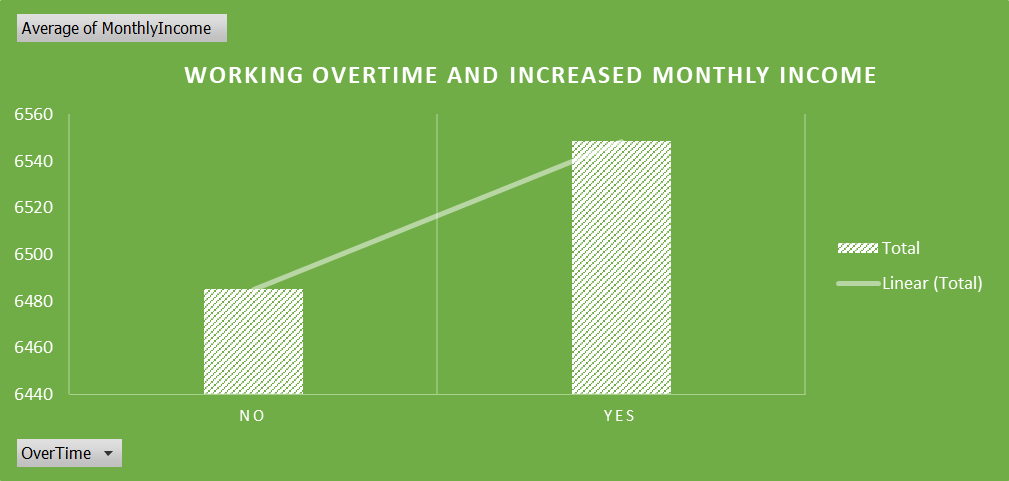 Average of MonthlyIncome
WORKING OVERTIME AND INCREASED MONTHLY INCOME
6560
6540
6520
6500
6480
6460
6440
NO
YES
Total
Linear (Total)
OverTime